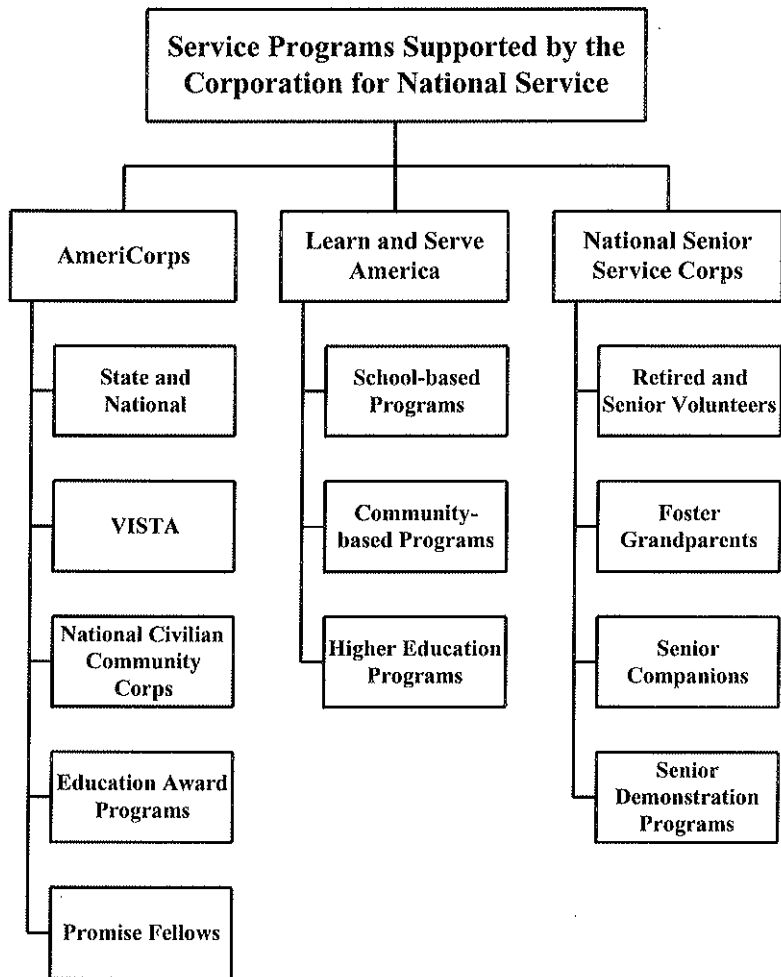 Service Programs Supported by the
Corporation for National Service
AmeriCorps
State and
National
VISTA
National Civilian
Community
Corps
Education Award
Programs
Promise Fellows
Learn and Serve
America
School-based
Programs
Community-
based Programs
Higher Education
Programs
National Senior
Service Corps
Retired and
Senior Volunteers
Foster
Grandparents
Senior
Companions
Senior
Demonstration
Programs